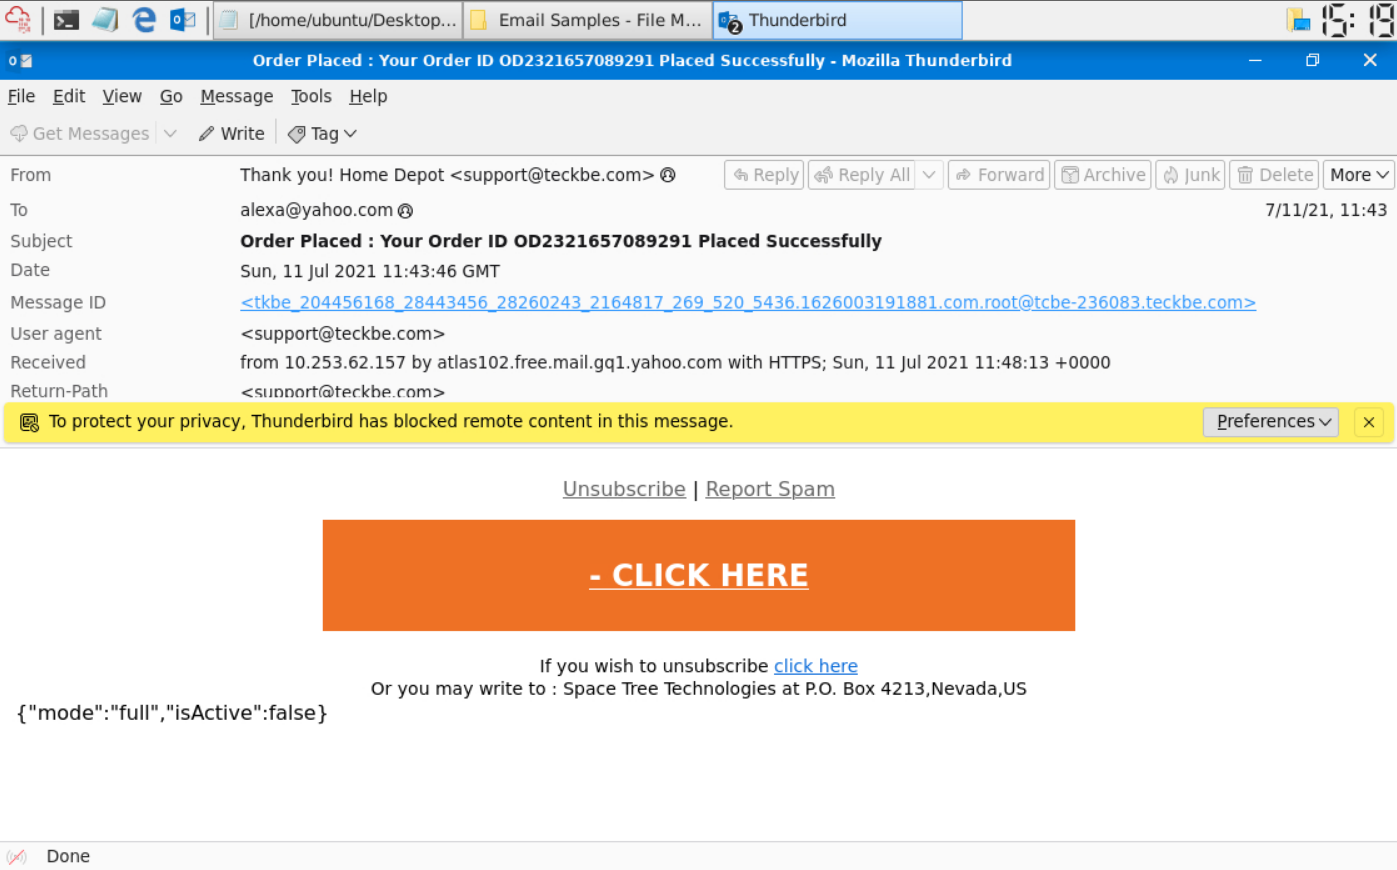 [/home/ubuntu/Desktop... Email Samples - File M... 2 Thunderbird 15:19
Order Placed : Your Order ID OD2321657089291 Placed Successfully - Mozilla Thunderbird
File Edit View Go Message Tools Help
Get Messages Write Tag
From Thank you! Home Depot <support@teckbe.com> Reply Reply All Forward Archive Junk Delete More
To alexa@yahoo.com 7/11/21, 11:43
Subject Order Placed : Your Order ID OD2321657089291 Placed Successfully
Date Sun, 11 Jul 2021 11:43:46 GMT
Message ID <tkbe_204456168_28443456_28260243_2164817_269_520_5436.1626003191881.com.root@tcbe-236083.teckbe.com>
User agent <support@teckbe.com>
Received from 10.253.62.157 by atlas102.free.mail.gq1.yahoo.com with HTTPS; Sun, 11 Jul 2021 11:48:13 +0000
Return-Path <support@teckbe.com>
To protect your privacy, Thunderbird has blocked remote content in this message. Preferences
Unsubscribe | Report Spam
- CLICK HERE
If you wish to unsubscribe click here
Or you may write to : Space Tree Technologies at P.O. Box 4213,Nevada,US
{"mode":"full","isActive":false}
Done